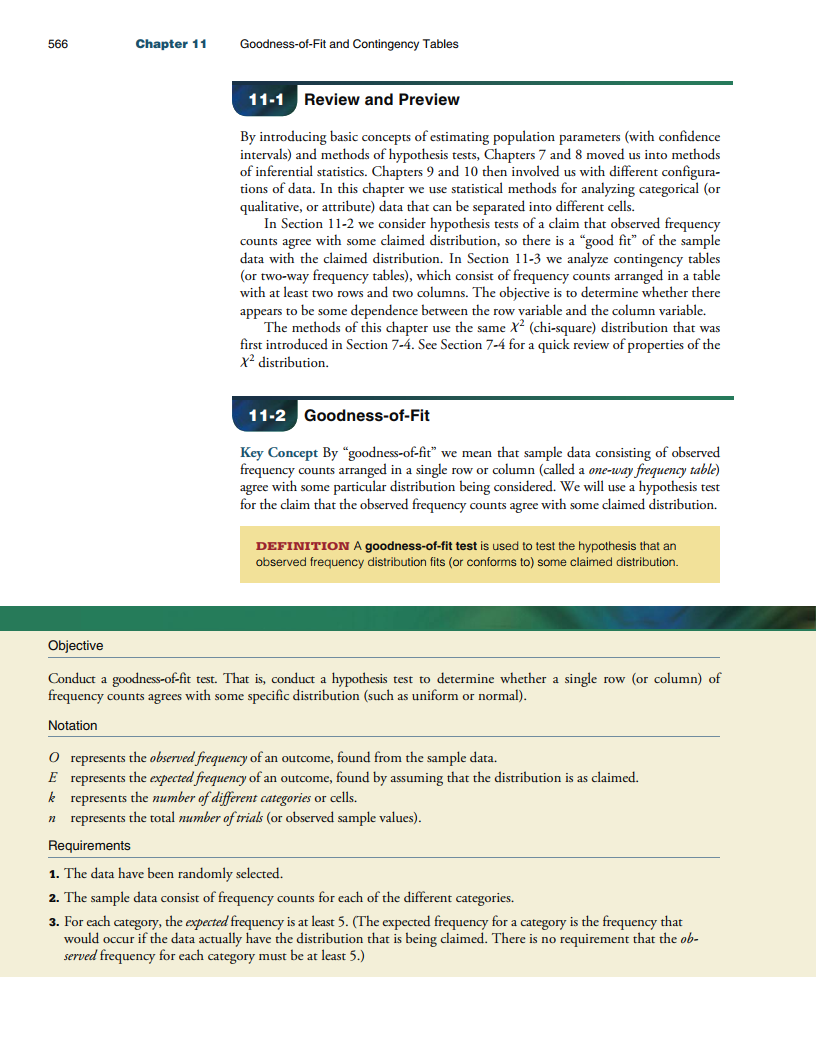 566 Chapter 11 Goodness-of-Fit and Contingency Tables
11-1 Review and Preview
By introducing basic concepts of estimating population parameters (with confidence
intervals) and methods of hypothesis tests, Chapters 7 and 8 moved us into methods
of inferential statistics. Chapters 9 and 10 then involved us with different configura-
tions of data. In this chapter we use statistical methods for analyzing categorical (or
qualitative, or attribute) data that can be separated into different cells.
In Section 11-2 we consider hypothesis tests of a claim that observed frequency
counts agree with some claimed distribution, so there is a “good fit” of the sample
data with the claimed distribution. In Section 11-3 we analyze contingency tables
(or two-way frequency tables), which consist of frequency counts arranged in a table
with at least two rows and two columns. The objective is to determine whether there
appears to be some dependence between the row variable and the column variable.
The methods of this chapter use the same X² (chi-square) distribution that was
first introduced in Section 7-4. See Section 7-4 for a quick review of properties of the
X² distribution.
11-2 Goodness-of-Fit
Key Concept By “goodness-of-fit” we mean that sample data consisting of observed
frequency counts arranged in a single row or column (called a one-way frequency table)
agree with some particular distribution being considered. We will use a hypothesis test
for the claim that the observed frequency counts agree with some claimed distribution.
DEFINITION A goodness-of-fit test is used to test the hypothesis that an
observed frequency distribution fits (or conforms to) some claimed distribution.
Objective
Conduct a goodness-of-fit test. That is, conduct a hypothesis test to determine whether a single row (or column) of
frequency counts agrees with some specific distribution (such as uniform or normal).
Notation
O represents the observed frequency of an outcome, found from the sample data.
E represents the expected frequency of an outcome, found by assuming that the distribution is as claimed.
k represents the number of different categories or cells.
n represents the total number of trials (or observed sample values).
Requirements
1. The data have been randomly selected.
2. The sample data consist of frequency counts for each of the different categories.
3. For each category, the expected frequency is at least 5. (The expected frequency for a category is the frequency that
would occur if the data actually have the distribution that is being claimed. There is no requirement that the ob-
served frequency for each category must be at least 5.)